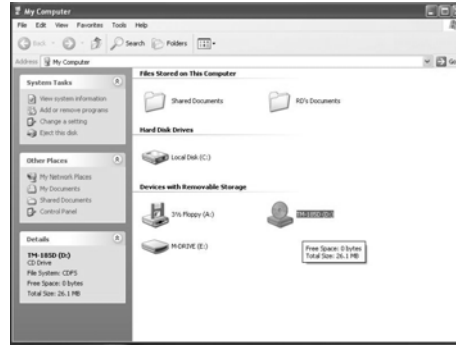 My Computer
File Edit View Favorites Tools Help
Back Search Folders
Address My Computer Go
System Tasks
View system information
Add or remove programs
Change a setting
Eject this disk
Other Places
My Network Places
My Documents
Shared Documents
Control Panel
Details
TM-185D (D:)
CD Drive
File System: CDFS
Free Space: 0 bytes
Total Size: 26.1 MB
Files Stored on This Computer
Shared Documents RD's Documents
Hard Disk Drives
Local Disk (C:)
Devices with Removable Storage
3½ Floppy (A:) TM-185D (D:)
M-DRIVE (E:)
Free Space: 0 bytes
Total Size: 26.1 MB